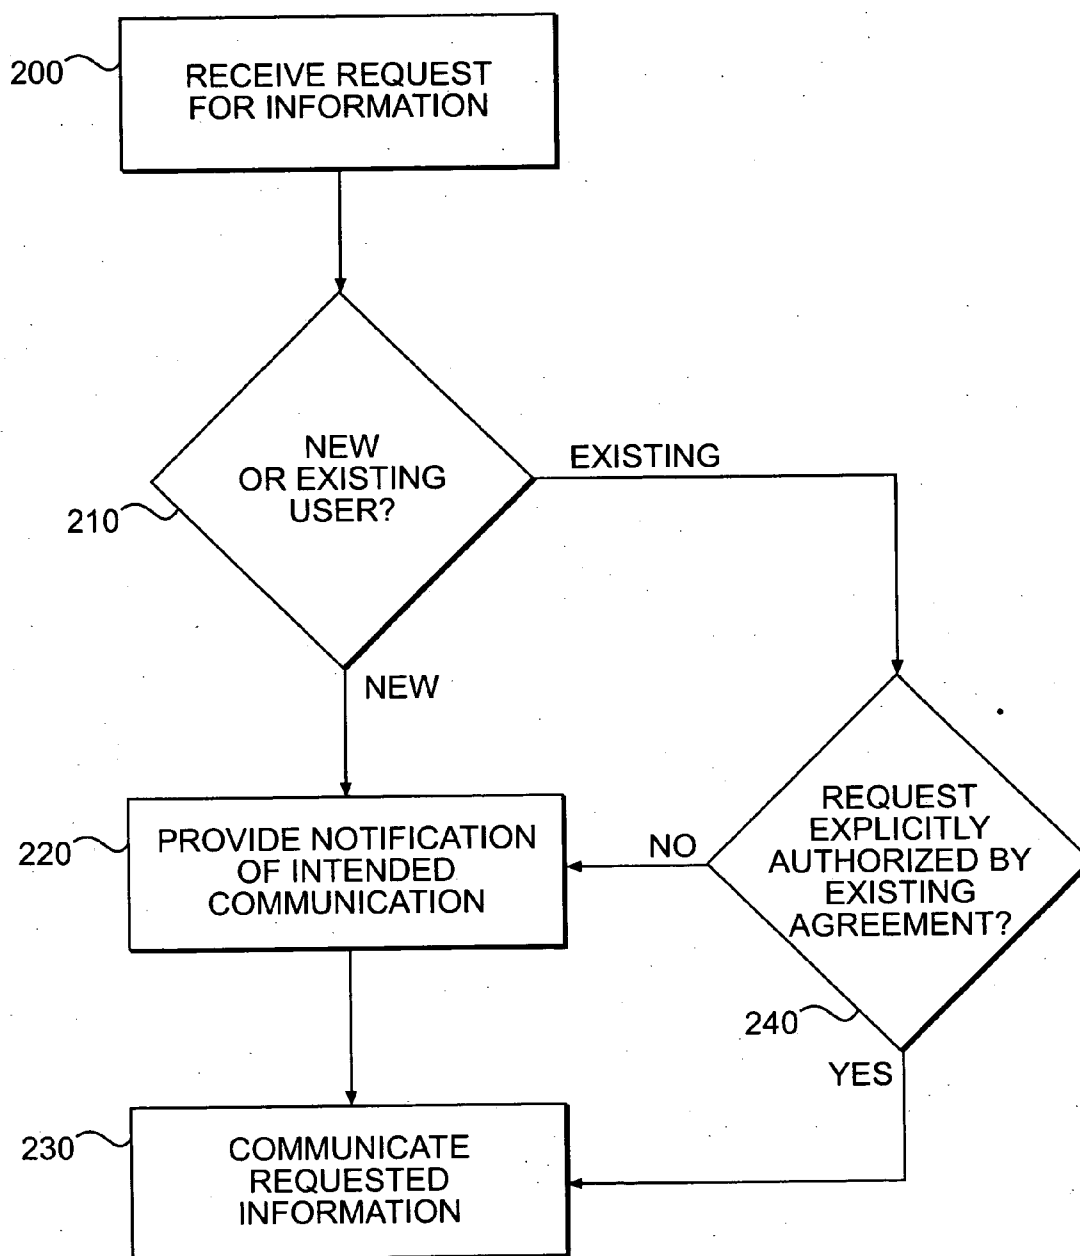 200
RECEIVE REQUEST
FOR INFORMATION
NEW
OR EXISTING
USER?
210
EXISTING
NEW
220
PROVIDE NOTIFICATION
OF INTENDED
COMMUNICATION
NO
REQUEST
EXPLICITLY
AUTHORIZED BY
EXISTING
AGREEMENT?
240
YES
230
COMMUNICATE
REQUESTED
INFORMATION